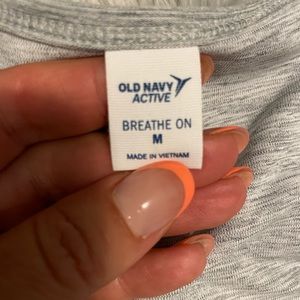 OLD NAVY
ACTIVE
BREATHE ON
M
MADE IN VIETNAM